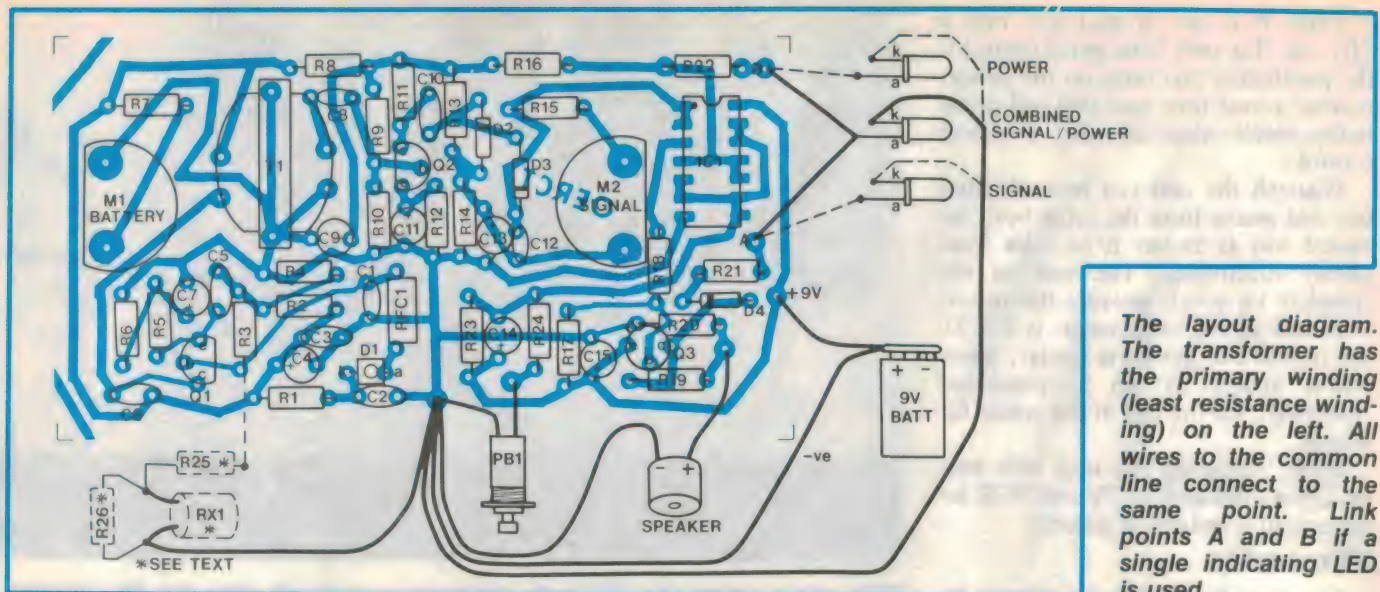 R8
C10
R16
R22
k
a
POWER
R7
C8
R11
R13
R15
R9
D2
k
a
COMBINED
SIGNAL/POWER
T1
Q2
D3
IC1
M1
BATTERY
M2
SIGNAL
k
a
SIGNAL
R10
C11
R12
R14
C13
C12
C9
R18
A
R4
C1
R21
+9V
C5
C7
R2
RFC1
D4
R6
R5
R3
C3
R23
C14
+
R24
R17
R20
C15
Q3
C4
+
D1
k
a
R19
Q1
R1
C2
+ -
9V
BATT
-ve
R25 *
PB1
- +
R26*
RX1
*
SPEAKER
*SEE TEXT
The layout diagram.
The transformer has
the primary winding
(least resistance wind-
ing) on the left. All
wires to the common
line connect to the
same point. Link
points A and B if a
single indicating LED
is used.